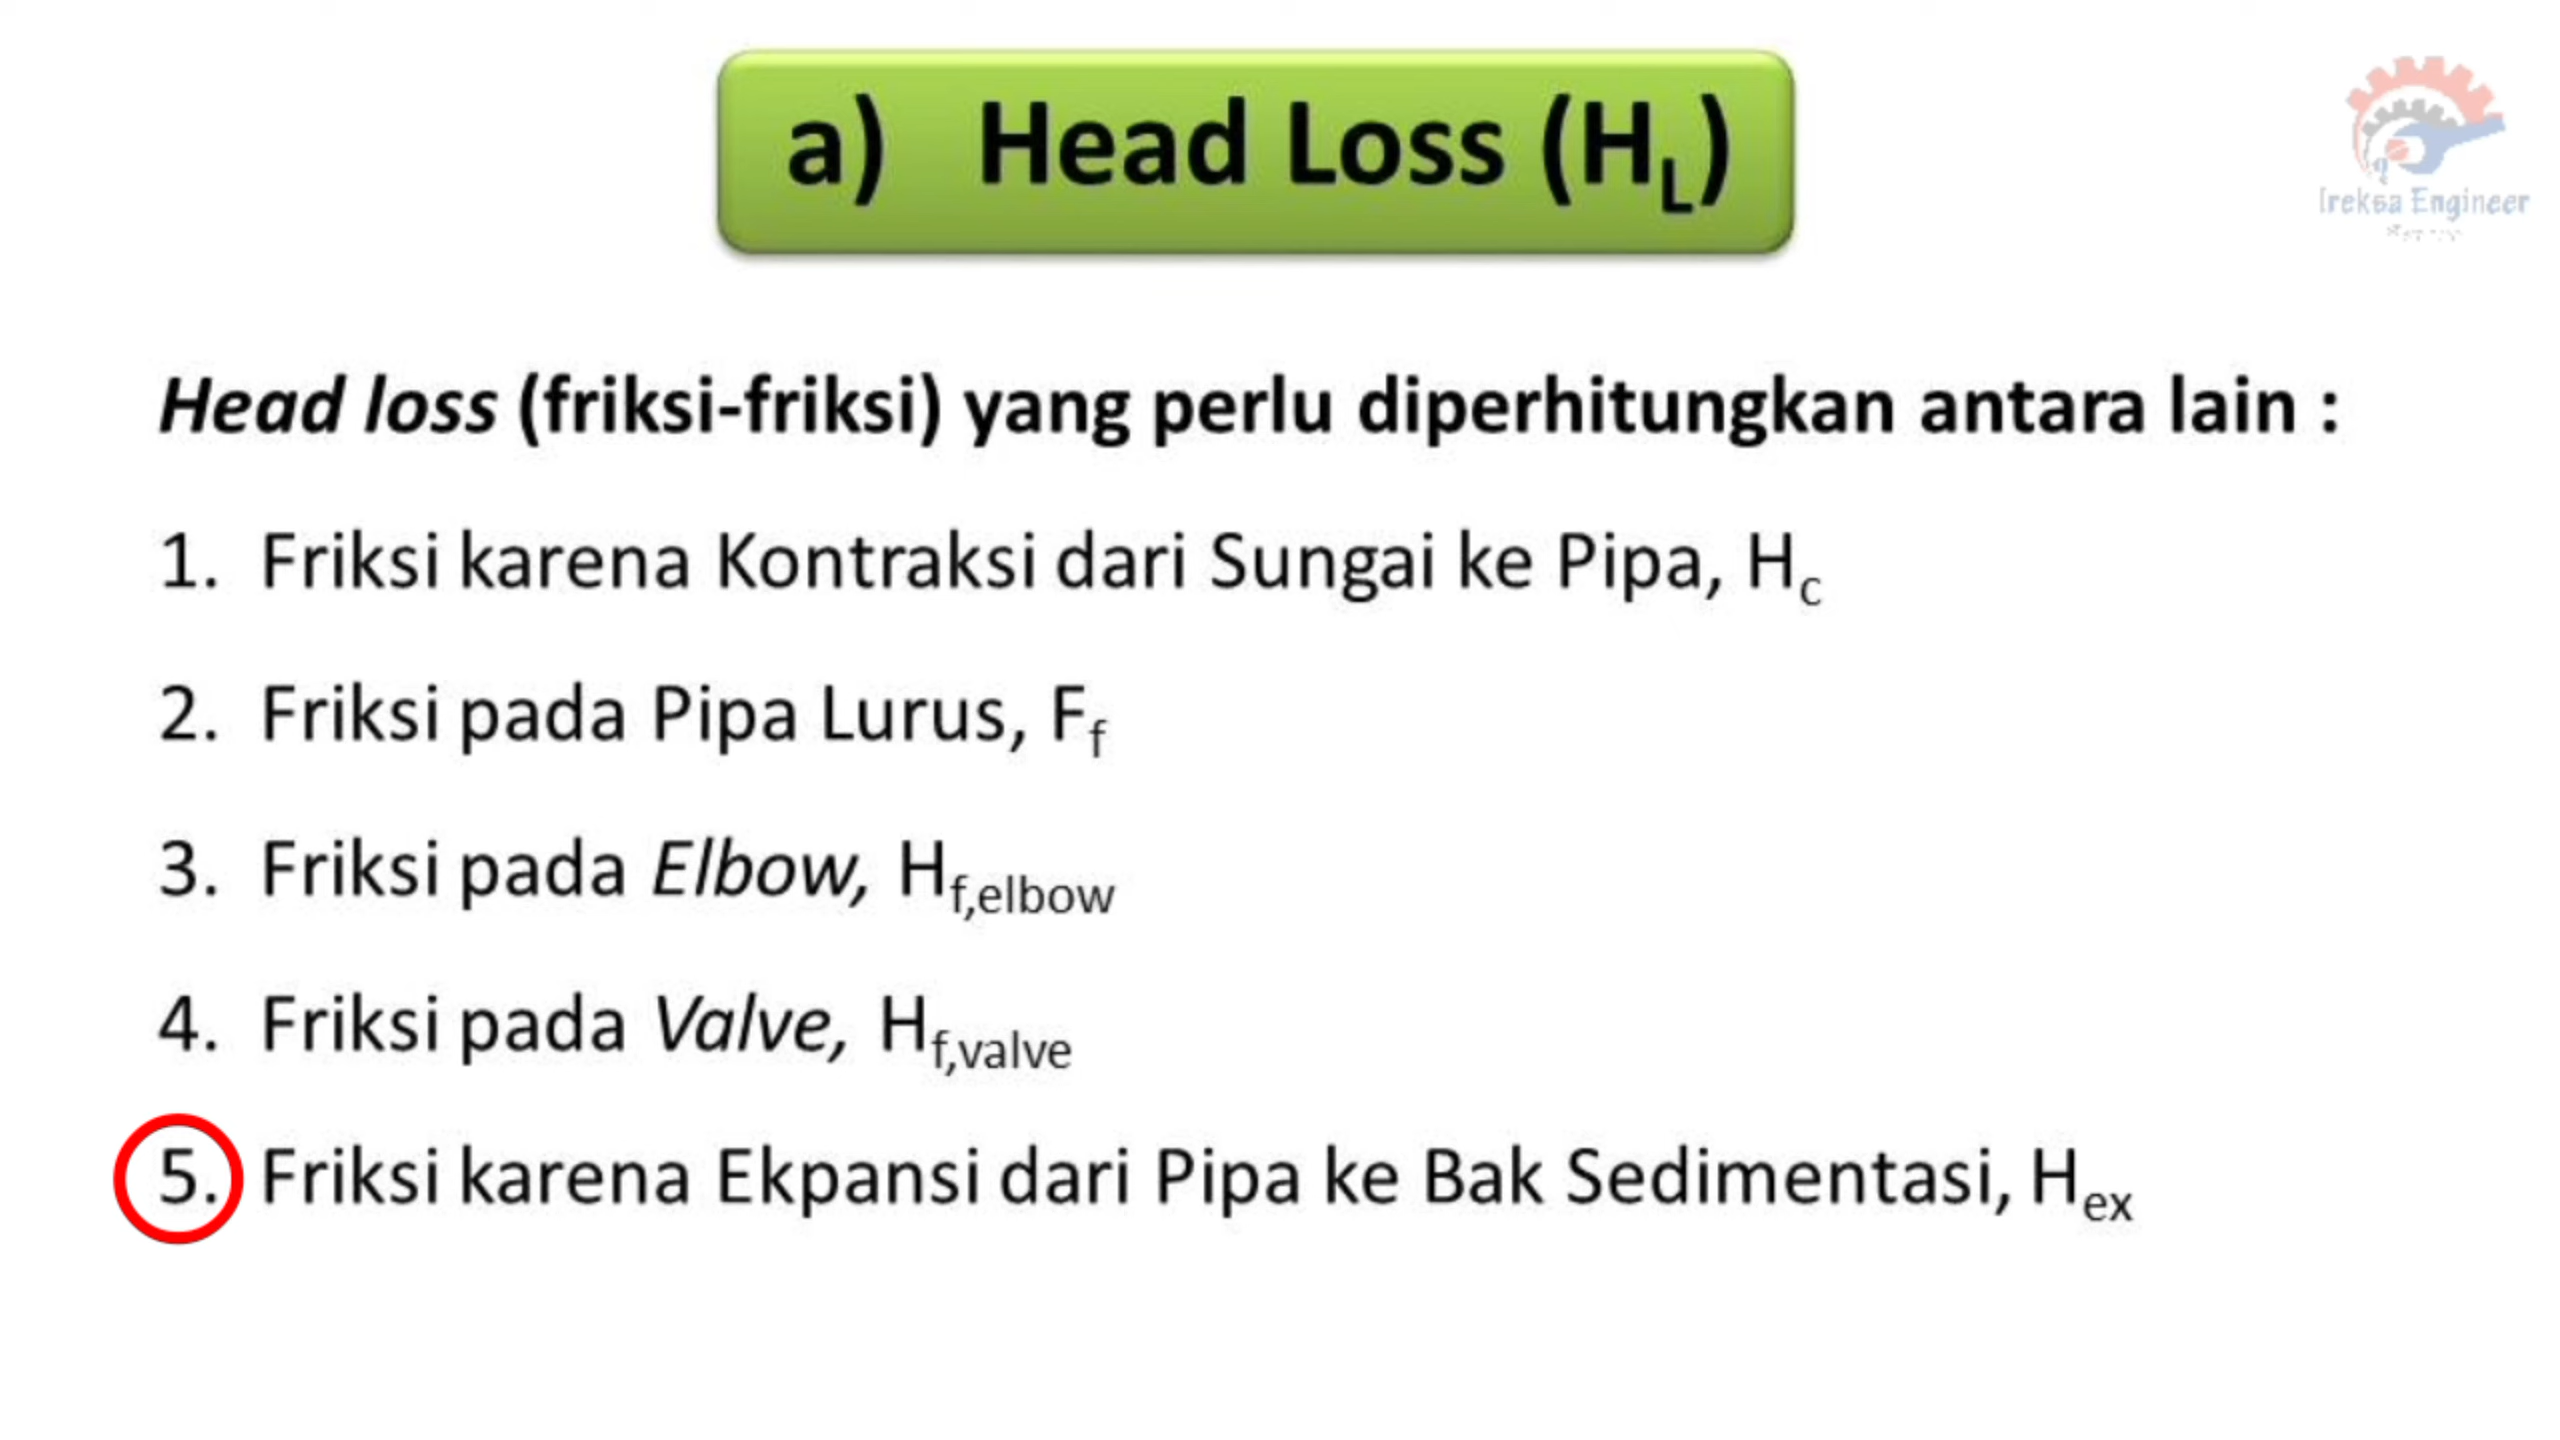 a) Head Loss (HL)
Ireksa Engineer
Head loss (friksi-friksi) yang perlu diperhitungkan antara lain :
1. Friksi karena Kontraksi dari Sungai ke Pipa, Hc
2. Friksi pada Pipa Lurus, Ff
3. Friksi pada Elbow, Hf,elbow
4. Friksi pada Valve, Hf,valve
5. Friksi karena Ekpansi dari Pipa ke Bak Sedimentasi, Hex